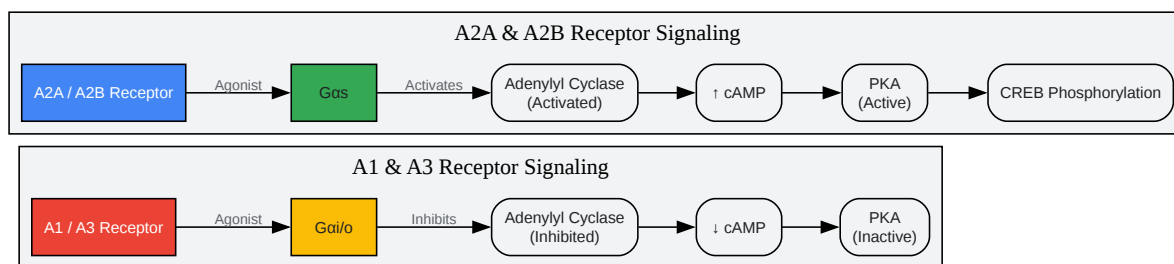 A2A & A2B Receptor Signaling
A2A / A2B Receptor
Agonist
Gαs
Activates
Adenylyl Cyclase
(Activated)
↑ cAMP
PKA
(Active)
CREB Phosphorylation
A1 & A3 Receptor Signaling
A1 / A3 Receptor
Agonist
Gαi/o
Inhibits
Adenylyl Cyclase
(Inhibited)
↓ cAMP
PKA
(Inactive)